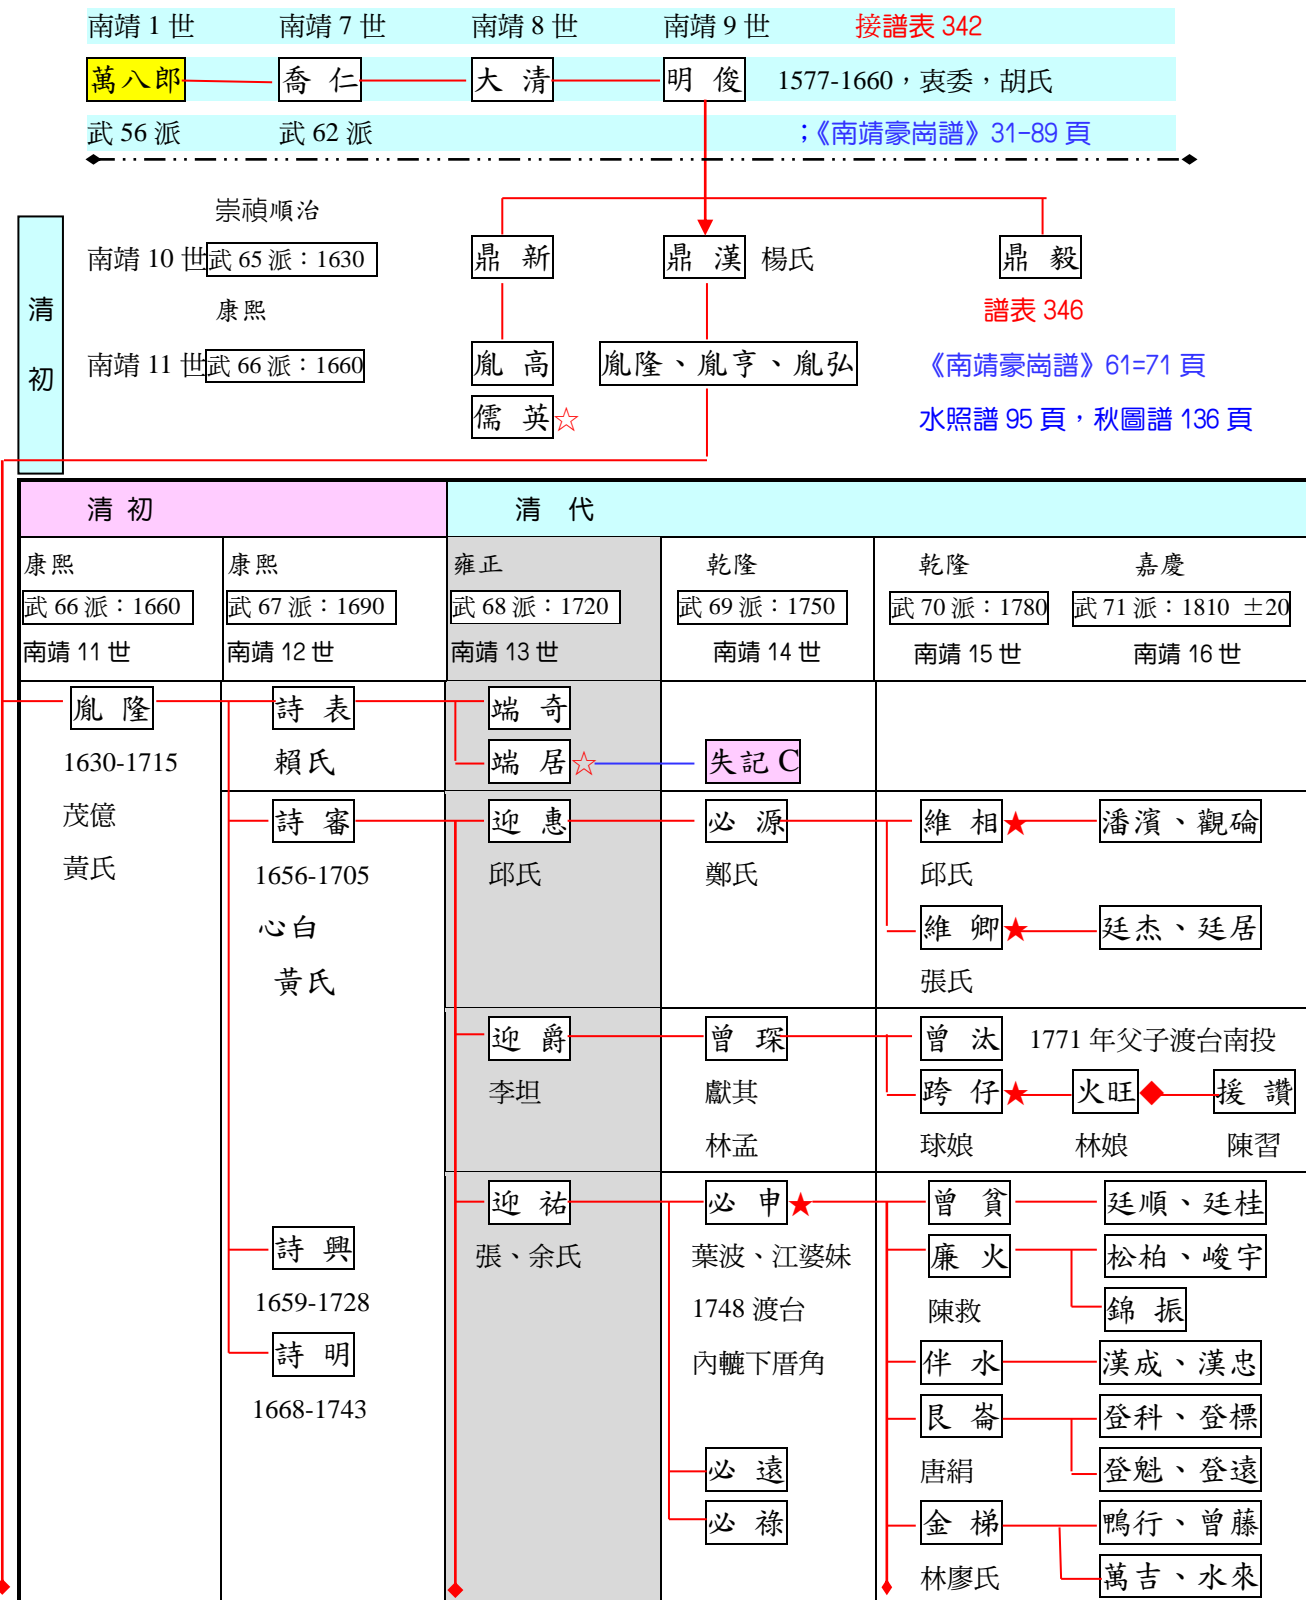 南靖 1 世 南靖 7 世 南靖 8 世 南靖 9 世 接譜表 342
萬八郎 喬 仁 大 清 明 俊 1577-1660，衷委，胡氏
武 56 派 武 62 派 ；《南靖豪崗譜》31-89 頁
崇禎順治
南靖 10 世 武 65 派：1630 鼎 新 鼎 漢 楊氏 鼎 毅
清初
康熙 譜表 346
南靖 11 世 武 66 派：1660 胤 高 胤隆、胤亨、胤弘 《南靖豪崗譜》61=71 頁
儒 英☆ 水照譜 95 頁，秋圖譜 136 頁
清 初 清 代
康熙 康熙 雍正 乾隆 乾隆 嘉慶
武 66 派：1660 武 67 派：1690 武 68 派：1720 武 69 派：1750 武 70 派：1780 武 71 派：1810 ±20
南靖 11 世 南靖 12 世 南靖 13 世 南靖 14 世 南靖 15 世 南靖 16 世
胤 隆 詩 表 端 奇
1630-1715 賴氏 端 居☆ 失記 C
茂億 詩 審 迎 惠 必 源 維 相★ 潘濱、觀碖
黃氏 1656-1705 邱氏 鄭氏 邱氏
心白 維 卿★ 廷杰、廷居
黃氏 張氏
迎 爵 曾 琛 曾 汰 1771 年父子渡台南投
李坦 獻其 跨 仔★ 火旺◆ 援 讚
林孟 球娘 林娘 陳習
迎 祐 必 申★ 曾 貧 廷順、廷桂
詩 興 張、余氏 葉波、江婆妹 廉 火 松柏、峻宇
1659-1728 1748 渡台 陳救 錦 振
詩 明 內轆下厝角 伴 水 漢成、漢忠
1668-1743 艮 崙 登科、登標
必 遠 唐絹 登魁、登遠
必 祿 金 梯 鴨行、曾藤
林廖氏 萬吉、水來